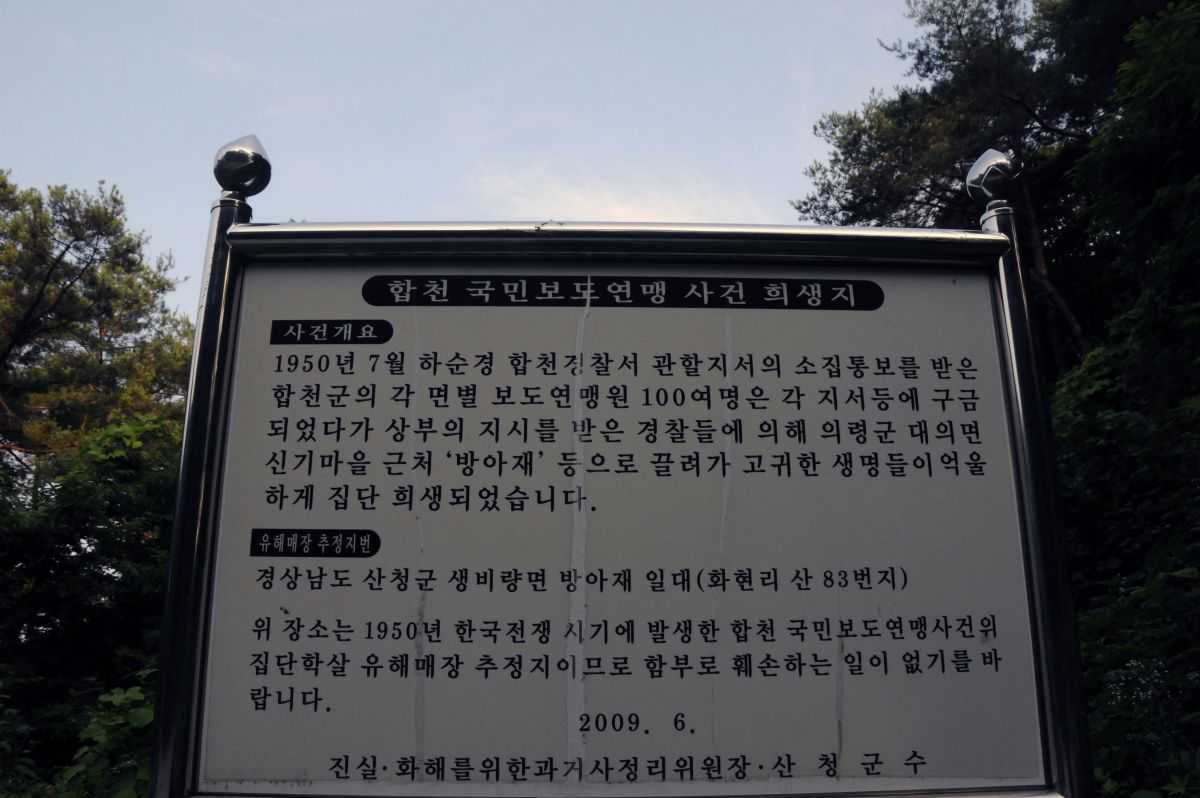 합천 국민보도연맹 사건 희생지
사건개요
1950년 7월 하순경 합천경찰서 관할지서의 소집통보를 받은
합천군의 각 면별 보도연맹원 100여명은 각 지서등에 구금
되었다가 상부의 지시를 받은 경찰들에 의해 의령군 대의면
신기마을 근처 ‘방아재’ 등으로 끌려가 고귀한 생명들이억울
하게 집단 희생되었습니다.
유해매장 추정지번
경상남도 산청군 생비량면 방아재 일대(화현리 산 83번지)
위 장소는 1950년 한국전쟁 시기에 발생한 합천 국민보도연맹사건의
집단학살 유해매장 추정지이므로 함부로 훼손하는 일이 없기를 바
랍니다.
2009. 6.
진실·화해를위한과거사정리위원장·산 청 군 수